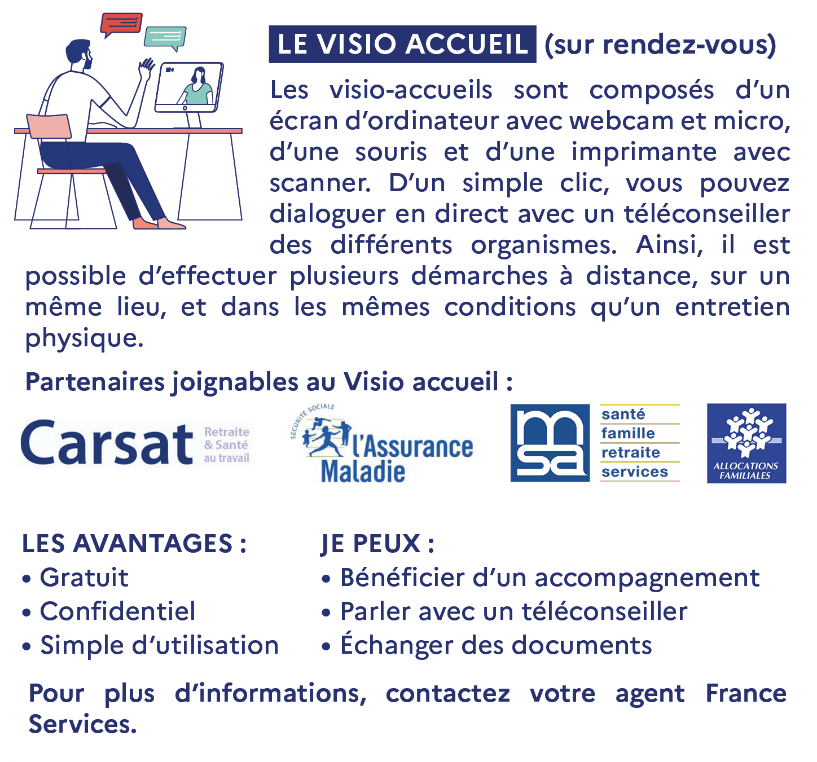 LE VISIO ACCUEIL (sur rendez-vous)
Les visio-accueils sont composés d'un
écran d'ordinateur avec webcam et micro,
d'une souris et d'une imprimante avec
scanner. D'un simple clic, vous pouvez
dialoguer en direct avec un téléconseiller
des différents organismes. Ainsi, il est
possible d'effectuer plusieurs démarches à distance, sur un
même lieu, et dans les mêmes conditions qu'un entretien
physique.
Partenaires joignables au Visio accueil :
Carsat
Retraite
& Santé
au travail
SÉCURITÉ SOCIALE
l'Assurance
Maladie
msa
santé
famille
retraite
services
ALLOCATIONS
FAMILIALES
LES AVANTAGES :
• Gratuit
• Confidentiel
• Simple d'utilisation
JE PEUX :
• Bénéficier d'un accompagnement
• Parler avec un téléconseiller
• Échanger des documents
Pour plus d'informations, contactez votre agent France
Services.